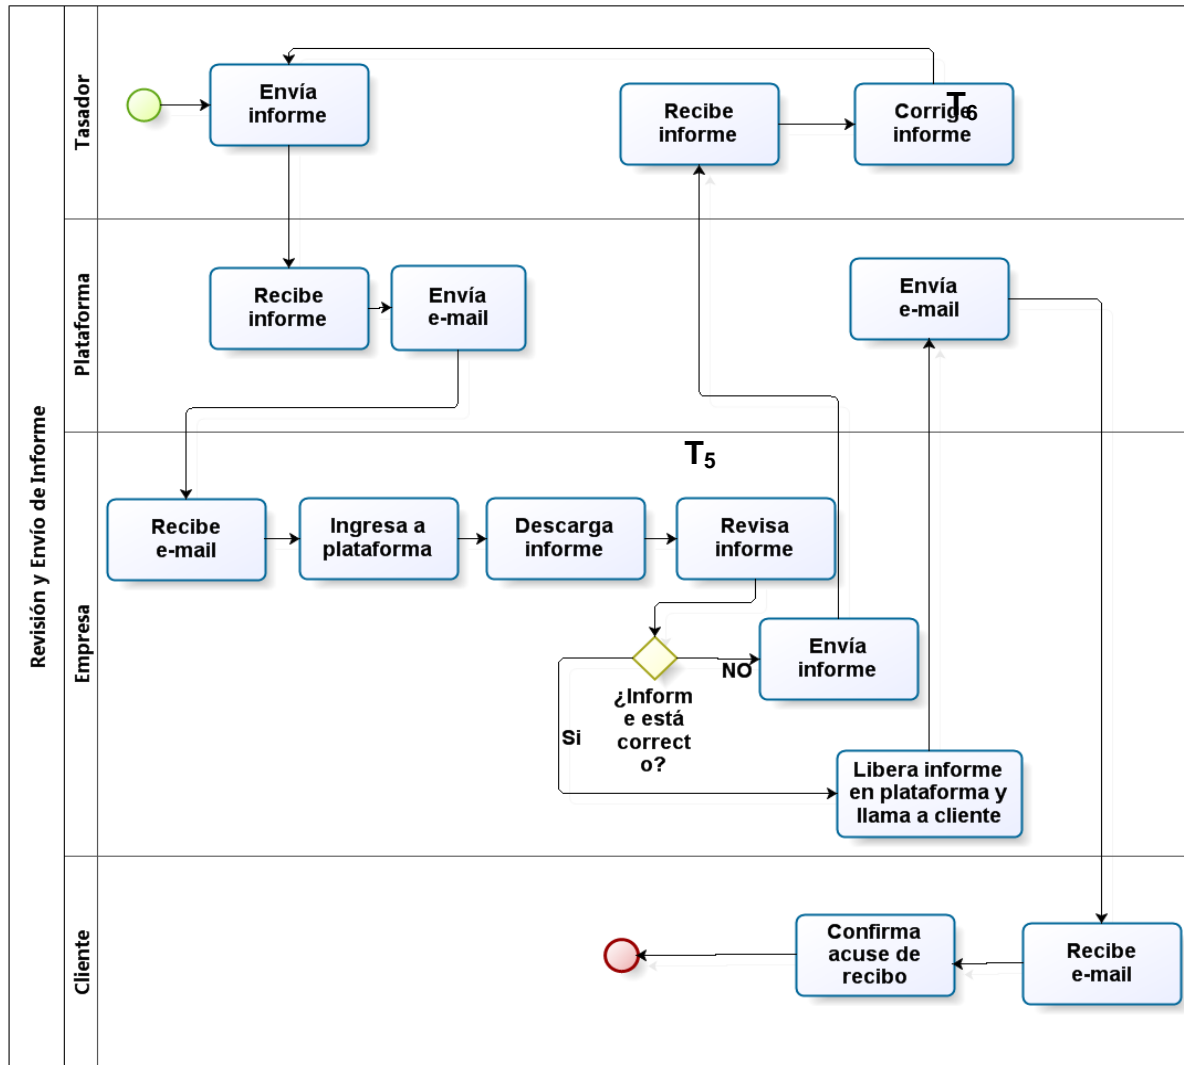 Revisión y Envío de Informe
Tasador
Envía
informe
Recibe
informe
Corrige
informe
T6
Plataforma
Recibe
informe
Envía
e-mail
Envía
e-mail
Empresa
T5
Recibe
e-mail
Ingresa a
plataforma
Descarga
informe
Revisa
informe
¿Inform
e está
correct
o?
NO
Si
Envía
informe
Libera informe
en plataforma y
llama a cliente
Cliente
Confirma
acuse de
recibo
Recibe
e-mail